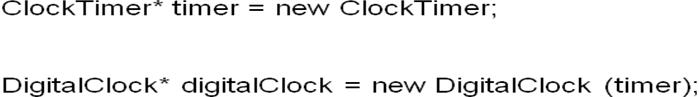 ClockTimer* timer = new ClockTimer;
DigitalClock* digitalClock = new DigitalClock (timer);